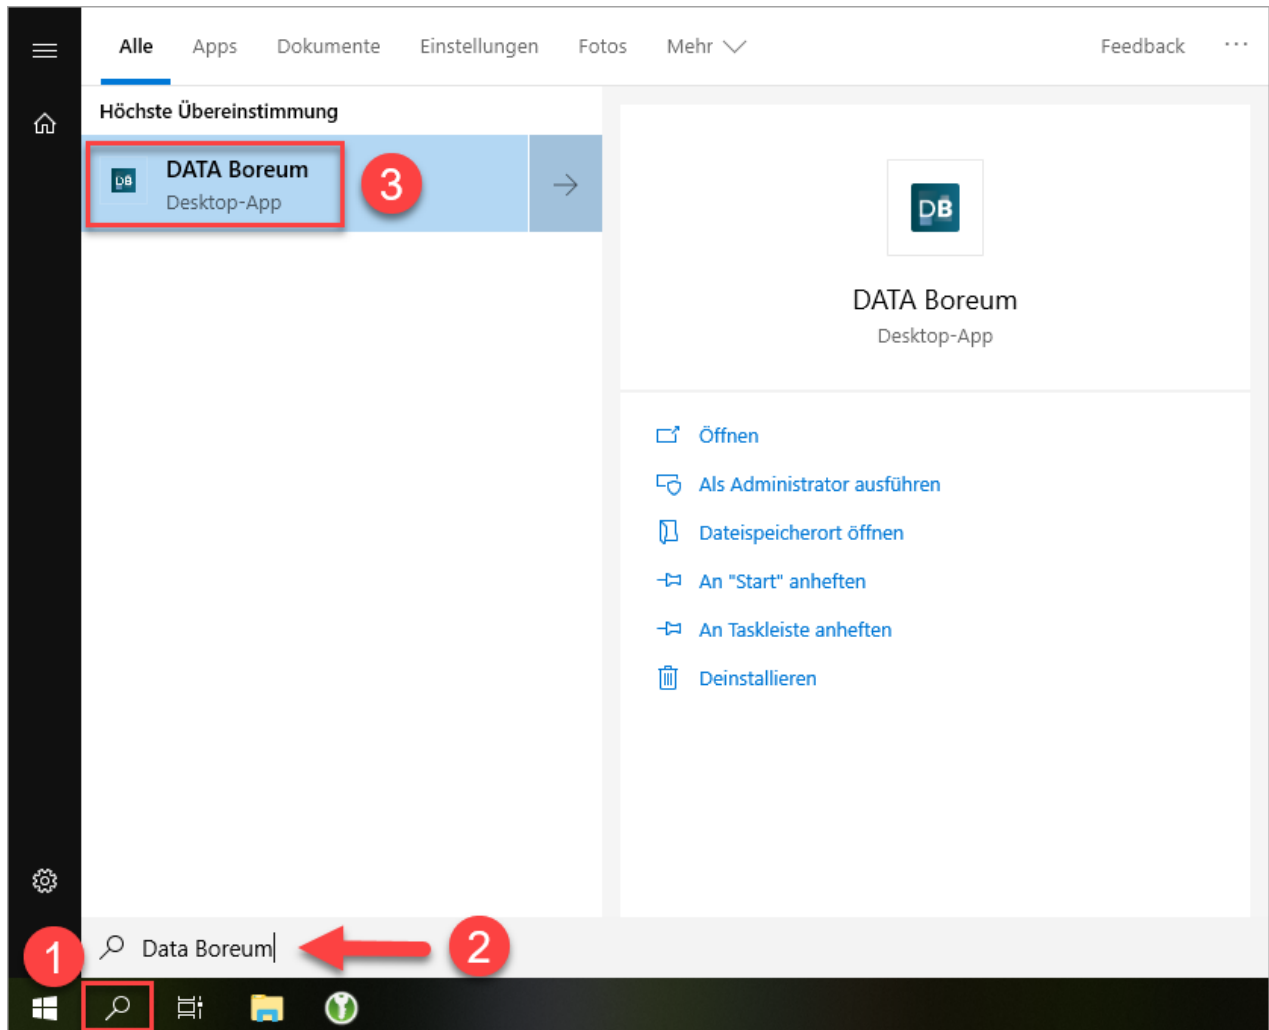 Alle Apps Dokumente Einstellungen Fotos Mehr Feedback ...
Höchste Übereinstimmung
DB
DATA Boreum
Desktop-App
3
DB
DATA Boreum
Desktop-App
Öffnen
Als Administrator ausführen
Dateispeicherort öffnen
An "Start" anheften
An Taskleiste anheften
Deinstallieren
1
Data Boreum
2